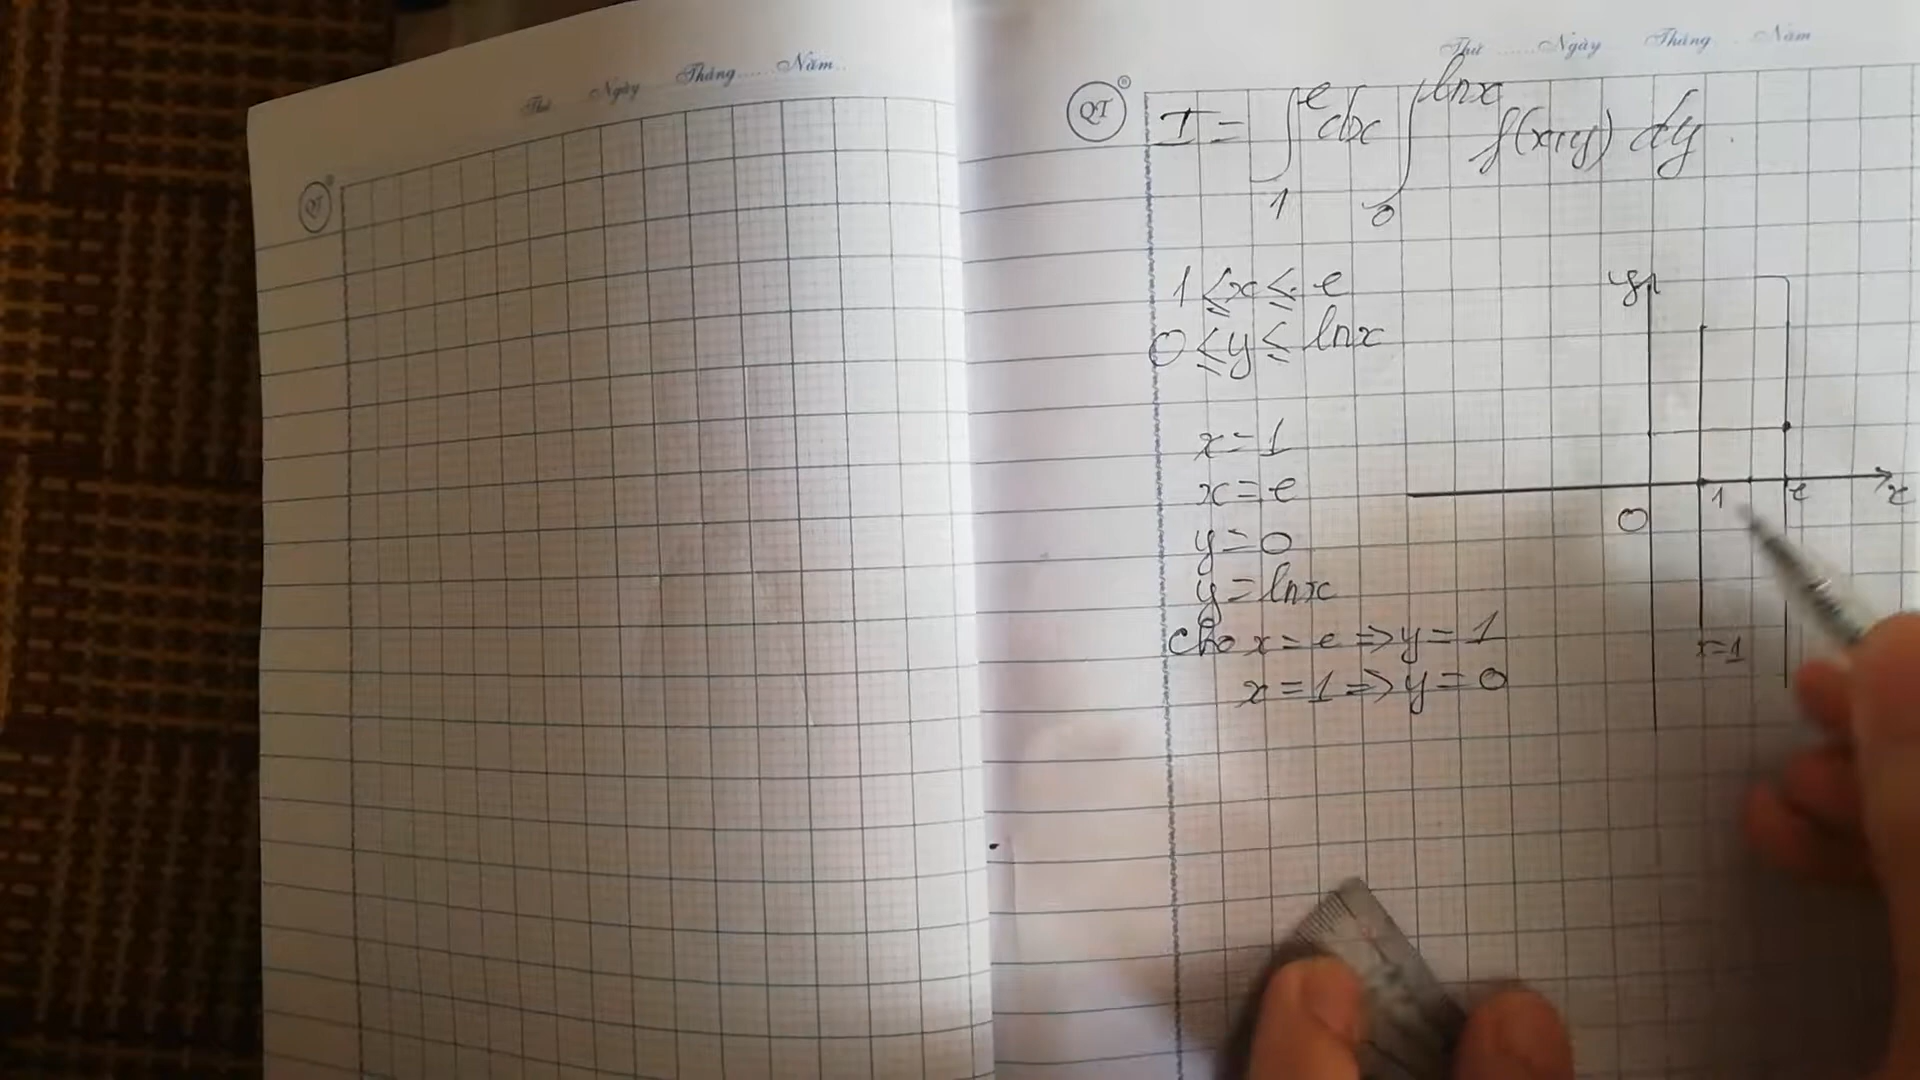 Thứ ...... Ngày Tháng ...... Năm ...
QT
Thứ ...... Ngày Tháng ... Năm
QT
I = ∫₁ᵉ dx ∫₀^{lnx} f(x,y) dy .
1 ≤ x ≤ e
0 ≤ y ≤ lnx
x = 1
x = e
y = 0
y = lnx
Cho x = e ⇒ y = 1
x = 1 ⇒ y = 0
y
1 e x
O
x=1